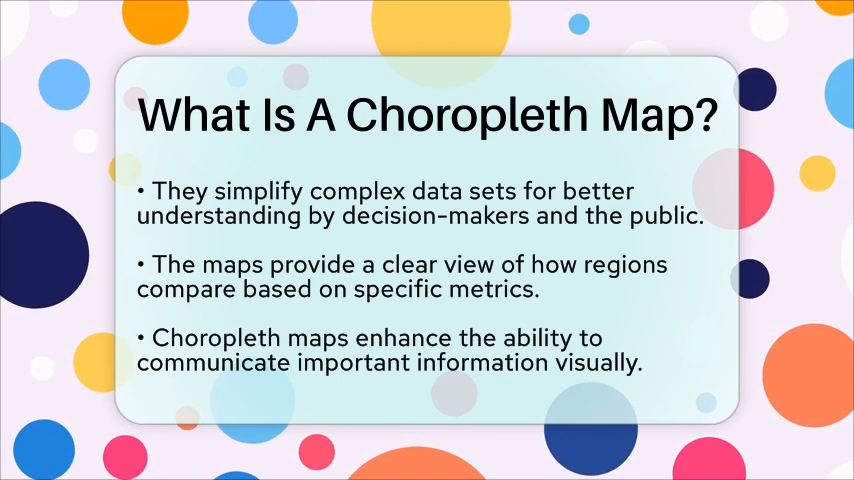 What Is A Choropleth Map?
• They simplify complex data sets for better
understanding by decision-makers and the public.
• The maps provide a clear view of how regions
compare based on specific metrics.
• Choropleth maps enhance the ability to
communicate important information visually.